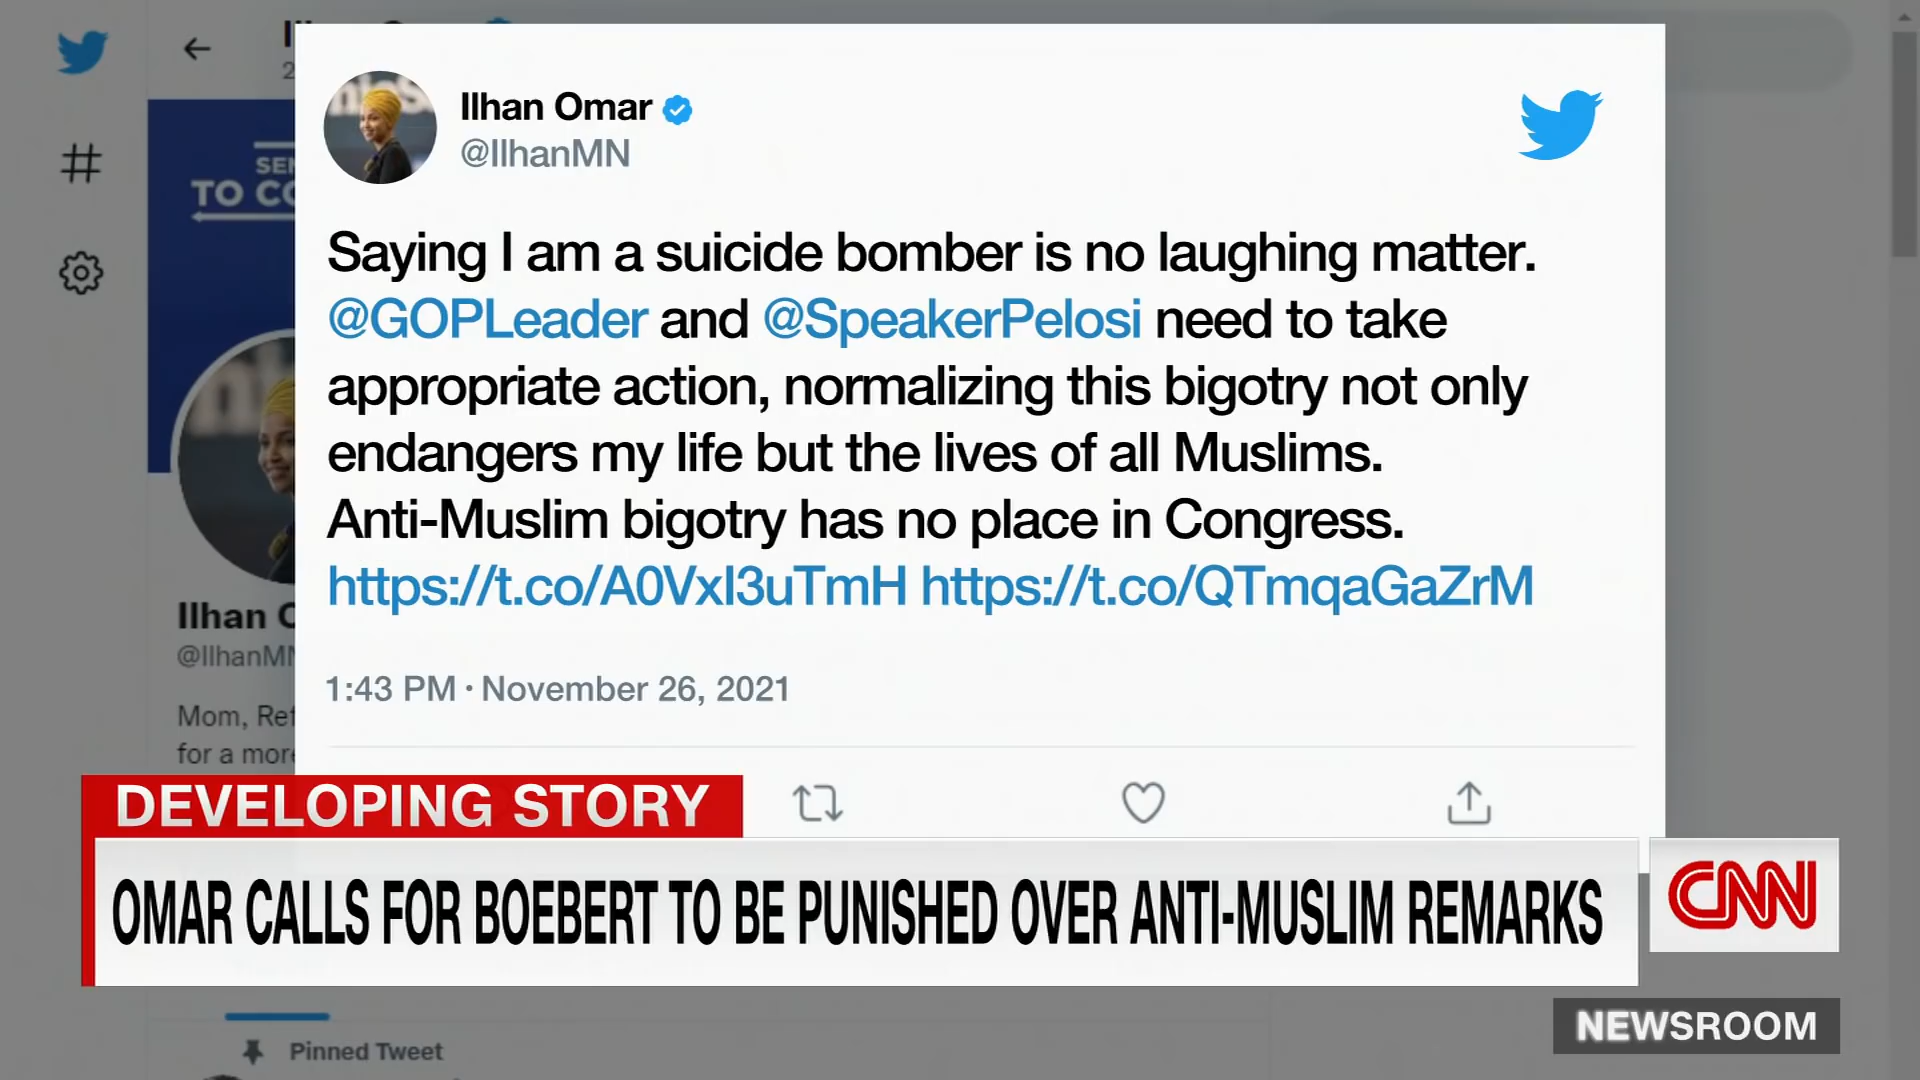 Ilhan Omar
@IlhanMN
Saying I am a suicide bomber is no laughing matter.
@GOPLeader and @SpeakerPelosi need to take
appropriate action, normalizing this bigotry not only
endangers my life but the lives of all Muslims.
Anti-Muslim bigotry has no place in Congress.
https://t.co/A0VxI3uTmH https://t.co/QTmqaGaZrM
1:43 PM · November 26, 2021
TO
Ilhan
@IlhanM
Mom,
for a more
DEVELOPING STORY
OMAR CALLS FOR BOEBERT TO BE PUNISHED OVER ANTI-MUSLIM REMARKS
CNN
NEWSROOM
Pinned Tweet